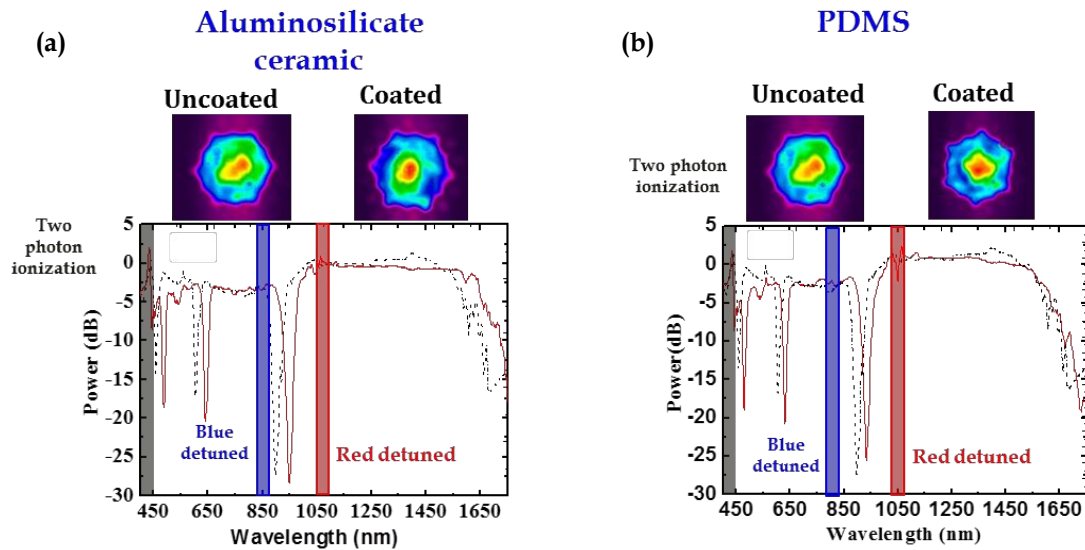 (a)
Aluminosilicate
ceramic
Uncoated
Coated
Two
photon
ionization
5
0
-5
-10
-15
-20
-25
-30
Power (dB)
Blue
detuned
Red detuned
450
650
850
1050
1250
1450
1650
Wavelength (nm)
(b)
PDMS
Uncoated
Coated
Two photon
ionization
5
0
-5
-10
-15
-20
-25
-30
Power(dB)
Blue
detuned
Red detuned
450
650
850
1050
1250
1450
1650
Wavelength (nm)